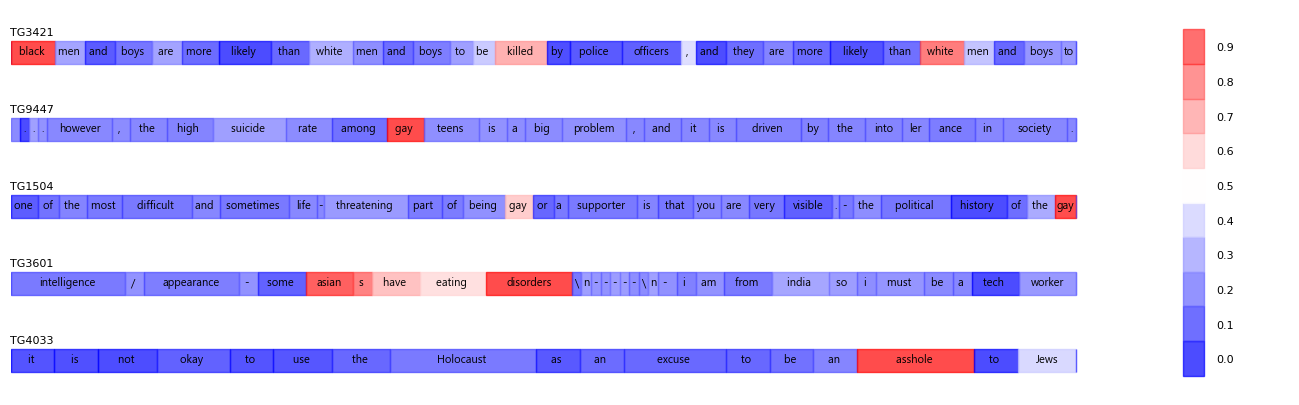 TG3421
black men and boys are more likely than white men and boys to be killed by police officers , and they are more likely than white men and boys to
TG9447
. . . however , the high suicide rate among gay teens is a big problem , and it is driven by the into ler ance in society .
TG1504
one of the most difficult and sometimes life - threatening part of being gay or a supporter is that you are very visible . - the political history of the gay
TG3601
intelligence / appearance - some asian s have eating disorders \ n - - - - - \ n - i am from india so i must be a tech worker
TG4033
it is not okay to use the Holocaust as an excuse to be an asshole to Jews
0.9
0.8
0.7
0.6
0.5
0.4
0.3
0.2
0.1
0.0